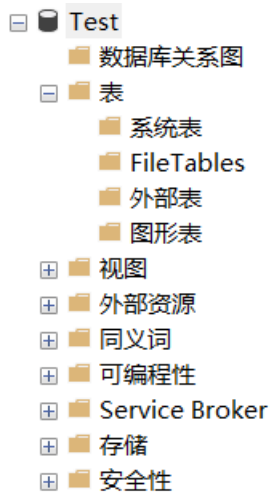 Test
数据库关系图
表
系统表
FileTables
外部表
图形表
视图
外部资源
同义词
可编程性
Service Broker
存储
安全性